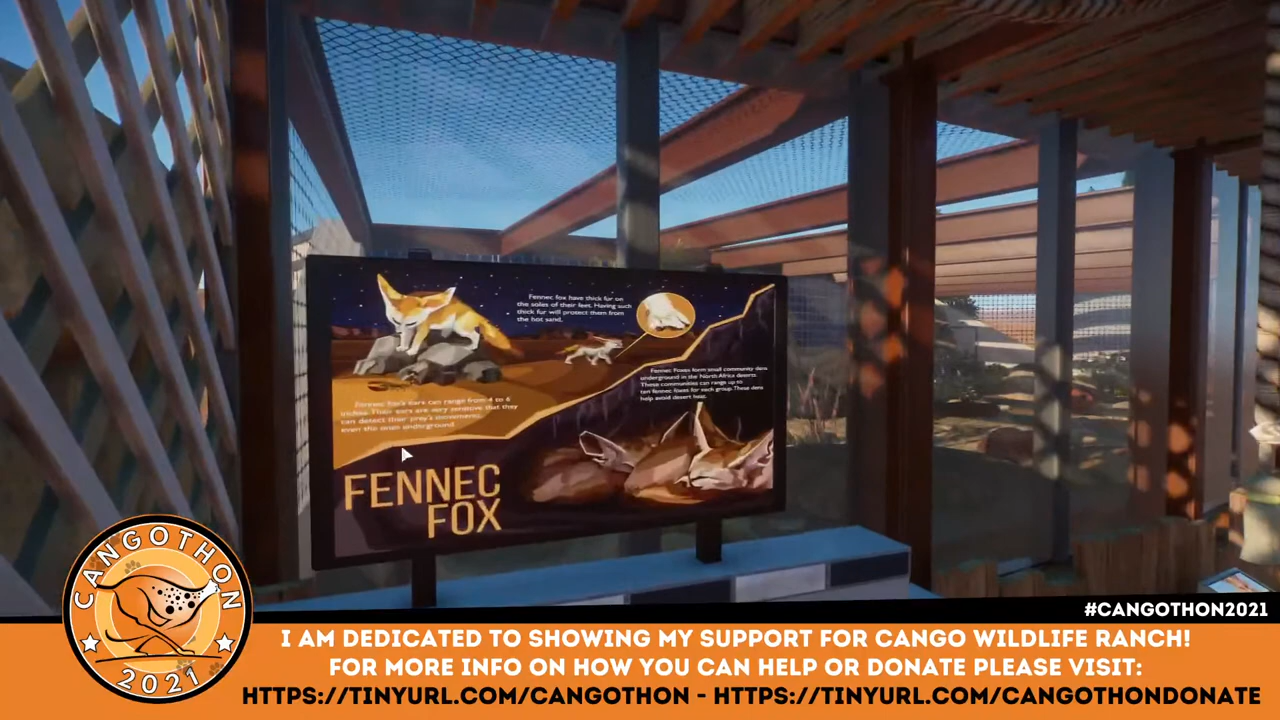 Fennec fox have thick fur on
the soles of their feet. Having such
thick fur will protect them from
the hot sand.
Fennec Foxes form small community dens
underground in the North Africa deserts.
These communities can range up to
ten fennec foxes for each group. These dens
help avoid desert heat.
Fennec fox's ears can range from 4 to 6
inches. Their ears are very sensitive that they
can detect their prey's movement,
even the ones underground.
FENNEC
FOX
#CANGOTHON2021
CANGOTHON
2021
I AM DEDICATED TO SHOWING MY SUPPORT FOR CANGO WILDLIFE RANCH!
FOR MORE INFO ON HOW YOU CAN HELP OR DONATE PLEASE VISIT:
HTTPS://TINYURL.COM/CANGOTHON - HTTPS://TINYURL.COM/CANGOTHONDONATE